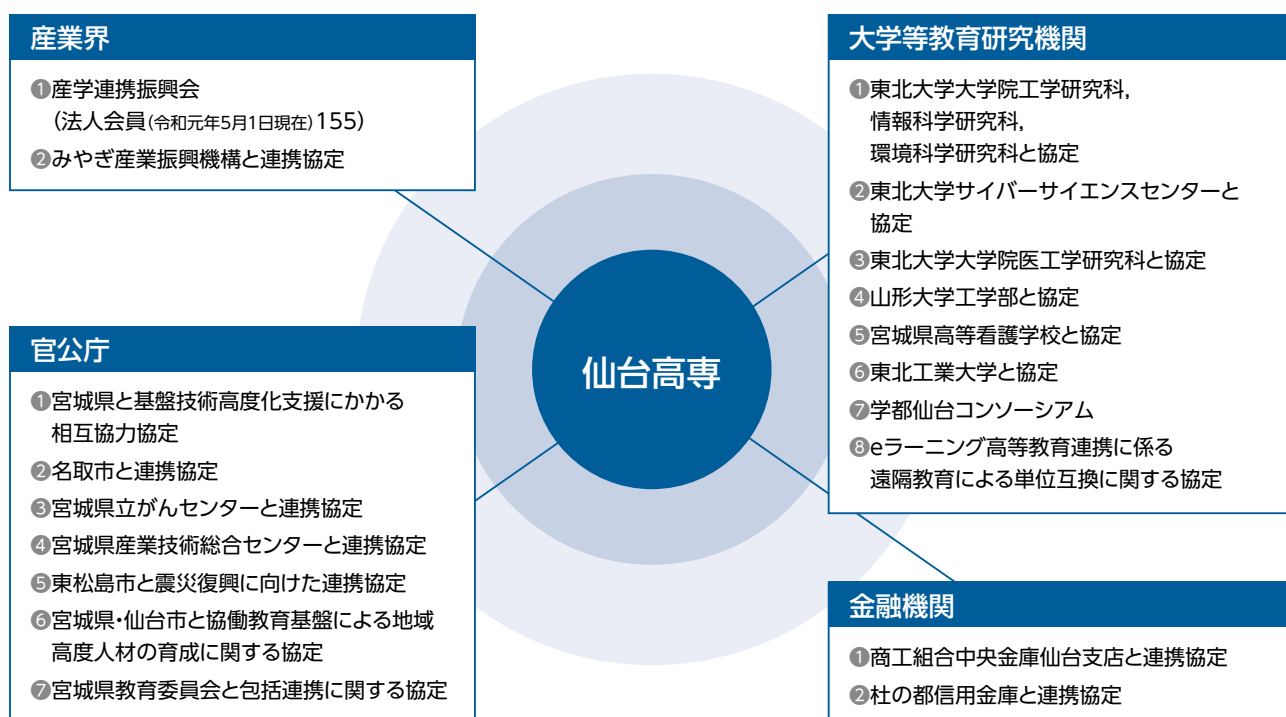 産業界
❶産学連携振興会
(法人会員(令和元年5月1日現在)155)
❷みやぎ産業振興機構と連携協定
官公庁
❶宮城県と基盤技術高度化支援にかかる
相互協力協定
❷名取市と連携協定
❸宮城県立がんセンターと連携協定
❹宮城県産業技術総合センターと連携協定
❺東松島市と震災復興に向けた連携協定
❻宮城県・仙台市と協働教育基盤による地域
高度人材の育成に関する協定
❼宮城県教育委員会と包括連携に関する協定
仙台高専
大学等教育研究機関
❶東北大学大学院工学研究科，
情報科学研究科，
環境科学研究科と協定
❷東北大学サイバーサイエンスセンターと
協定
❸東北大学大学院医工学研究科と協定
❹山形大学工学部と協定
❺宮城県高等看護学校と協定
❻東北工業大学と協定
❼学都仙台コンソーシアム
❽eラーニング高等教育連携に係る
遠隔教育による単位互換に関する協定
金融機関
❶商工組合中央金庫仙台支店と連携協定
❷杜の都信用金庫と連携協定